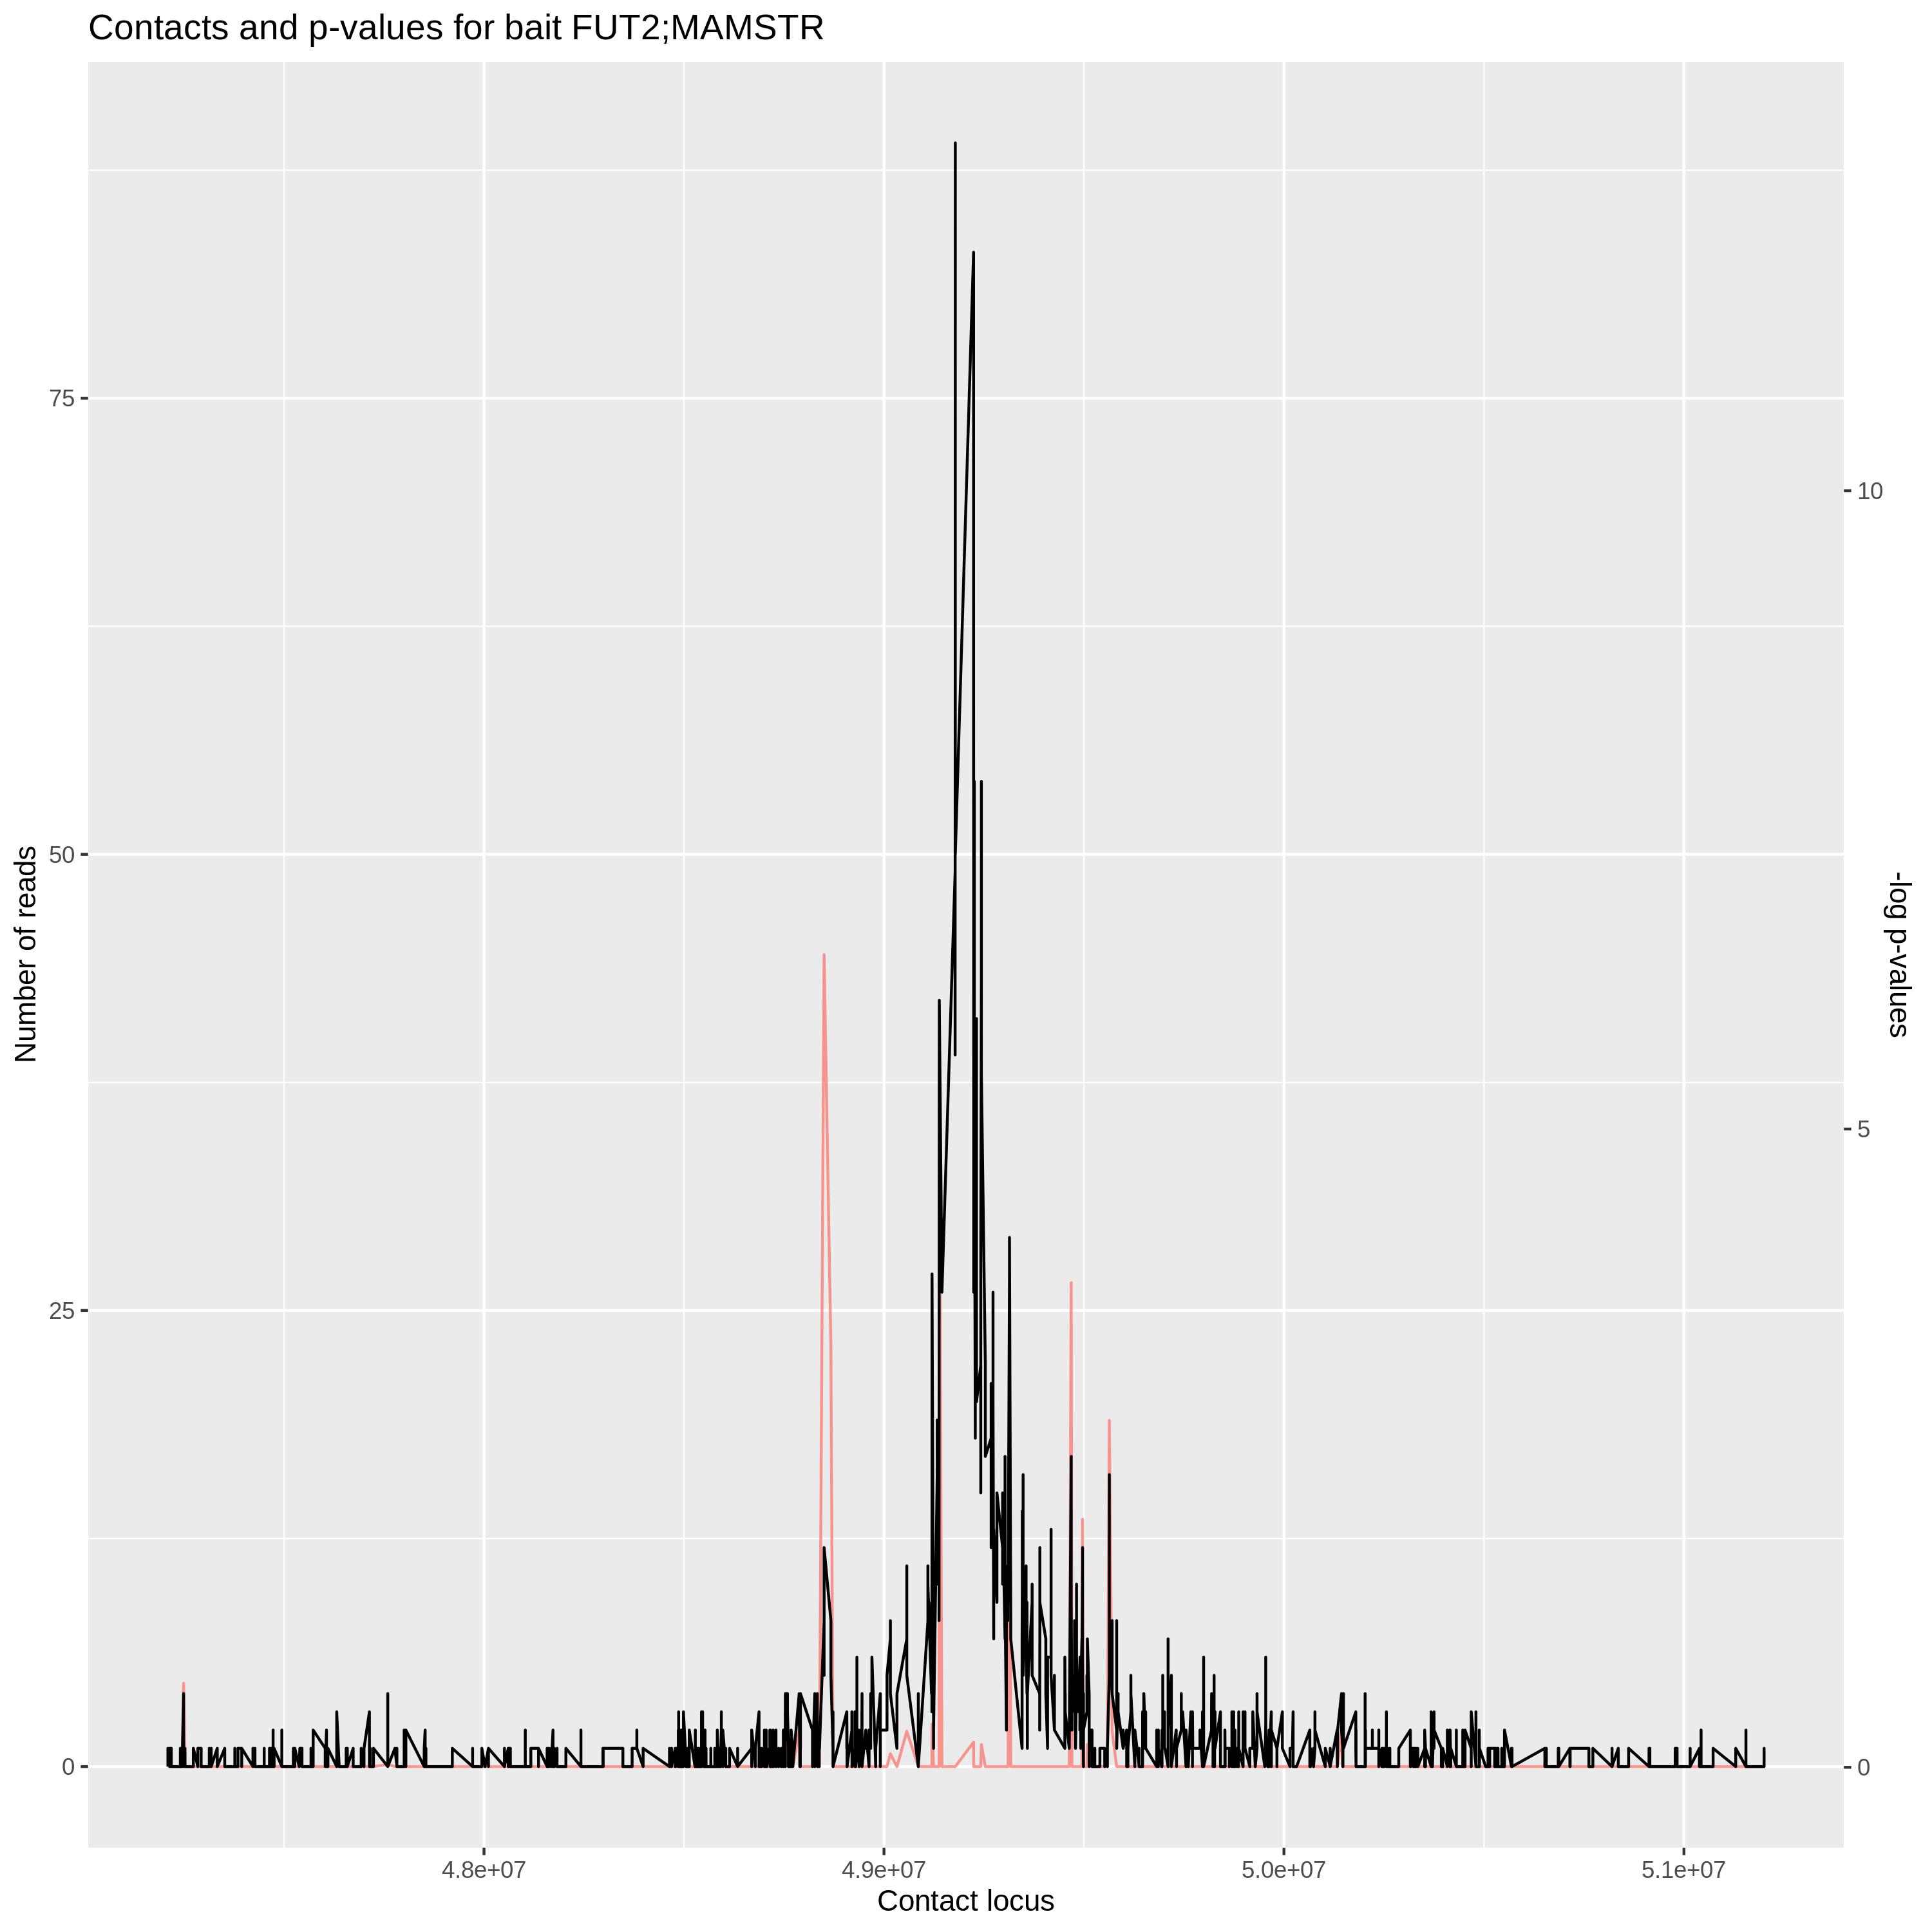 Contacts and p-values for bait FUT2;MAMSTR
75
50
25
0
Number of reads
10
5
0
-log p-values
4.8e+07
4.9e+07
5.0e+07
5.1e+07
Contact locus